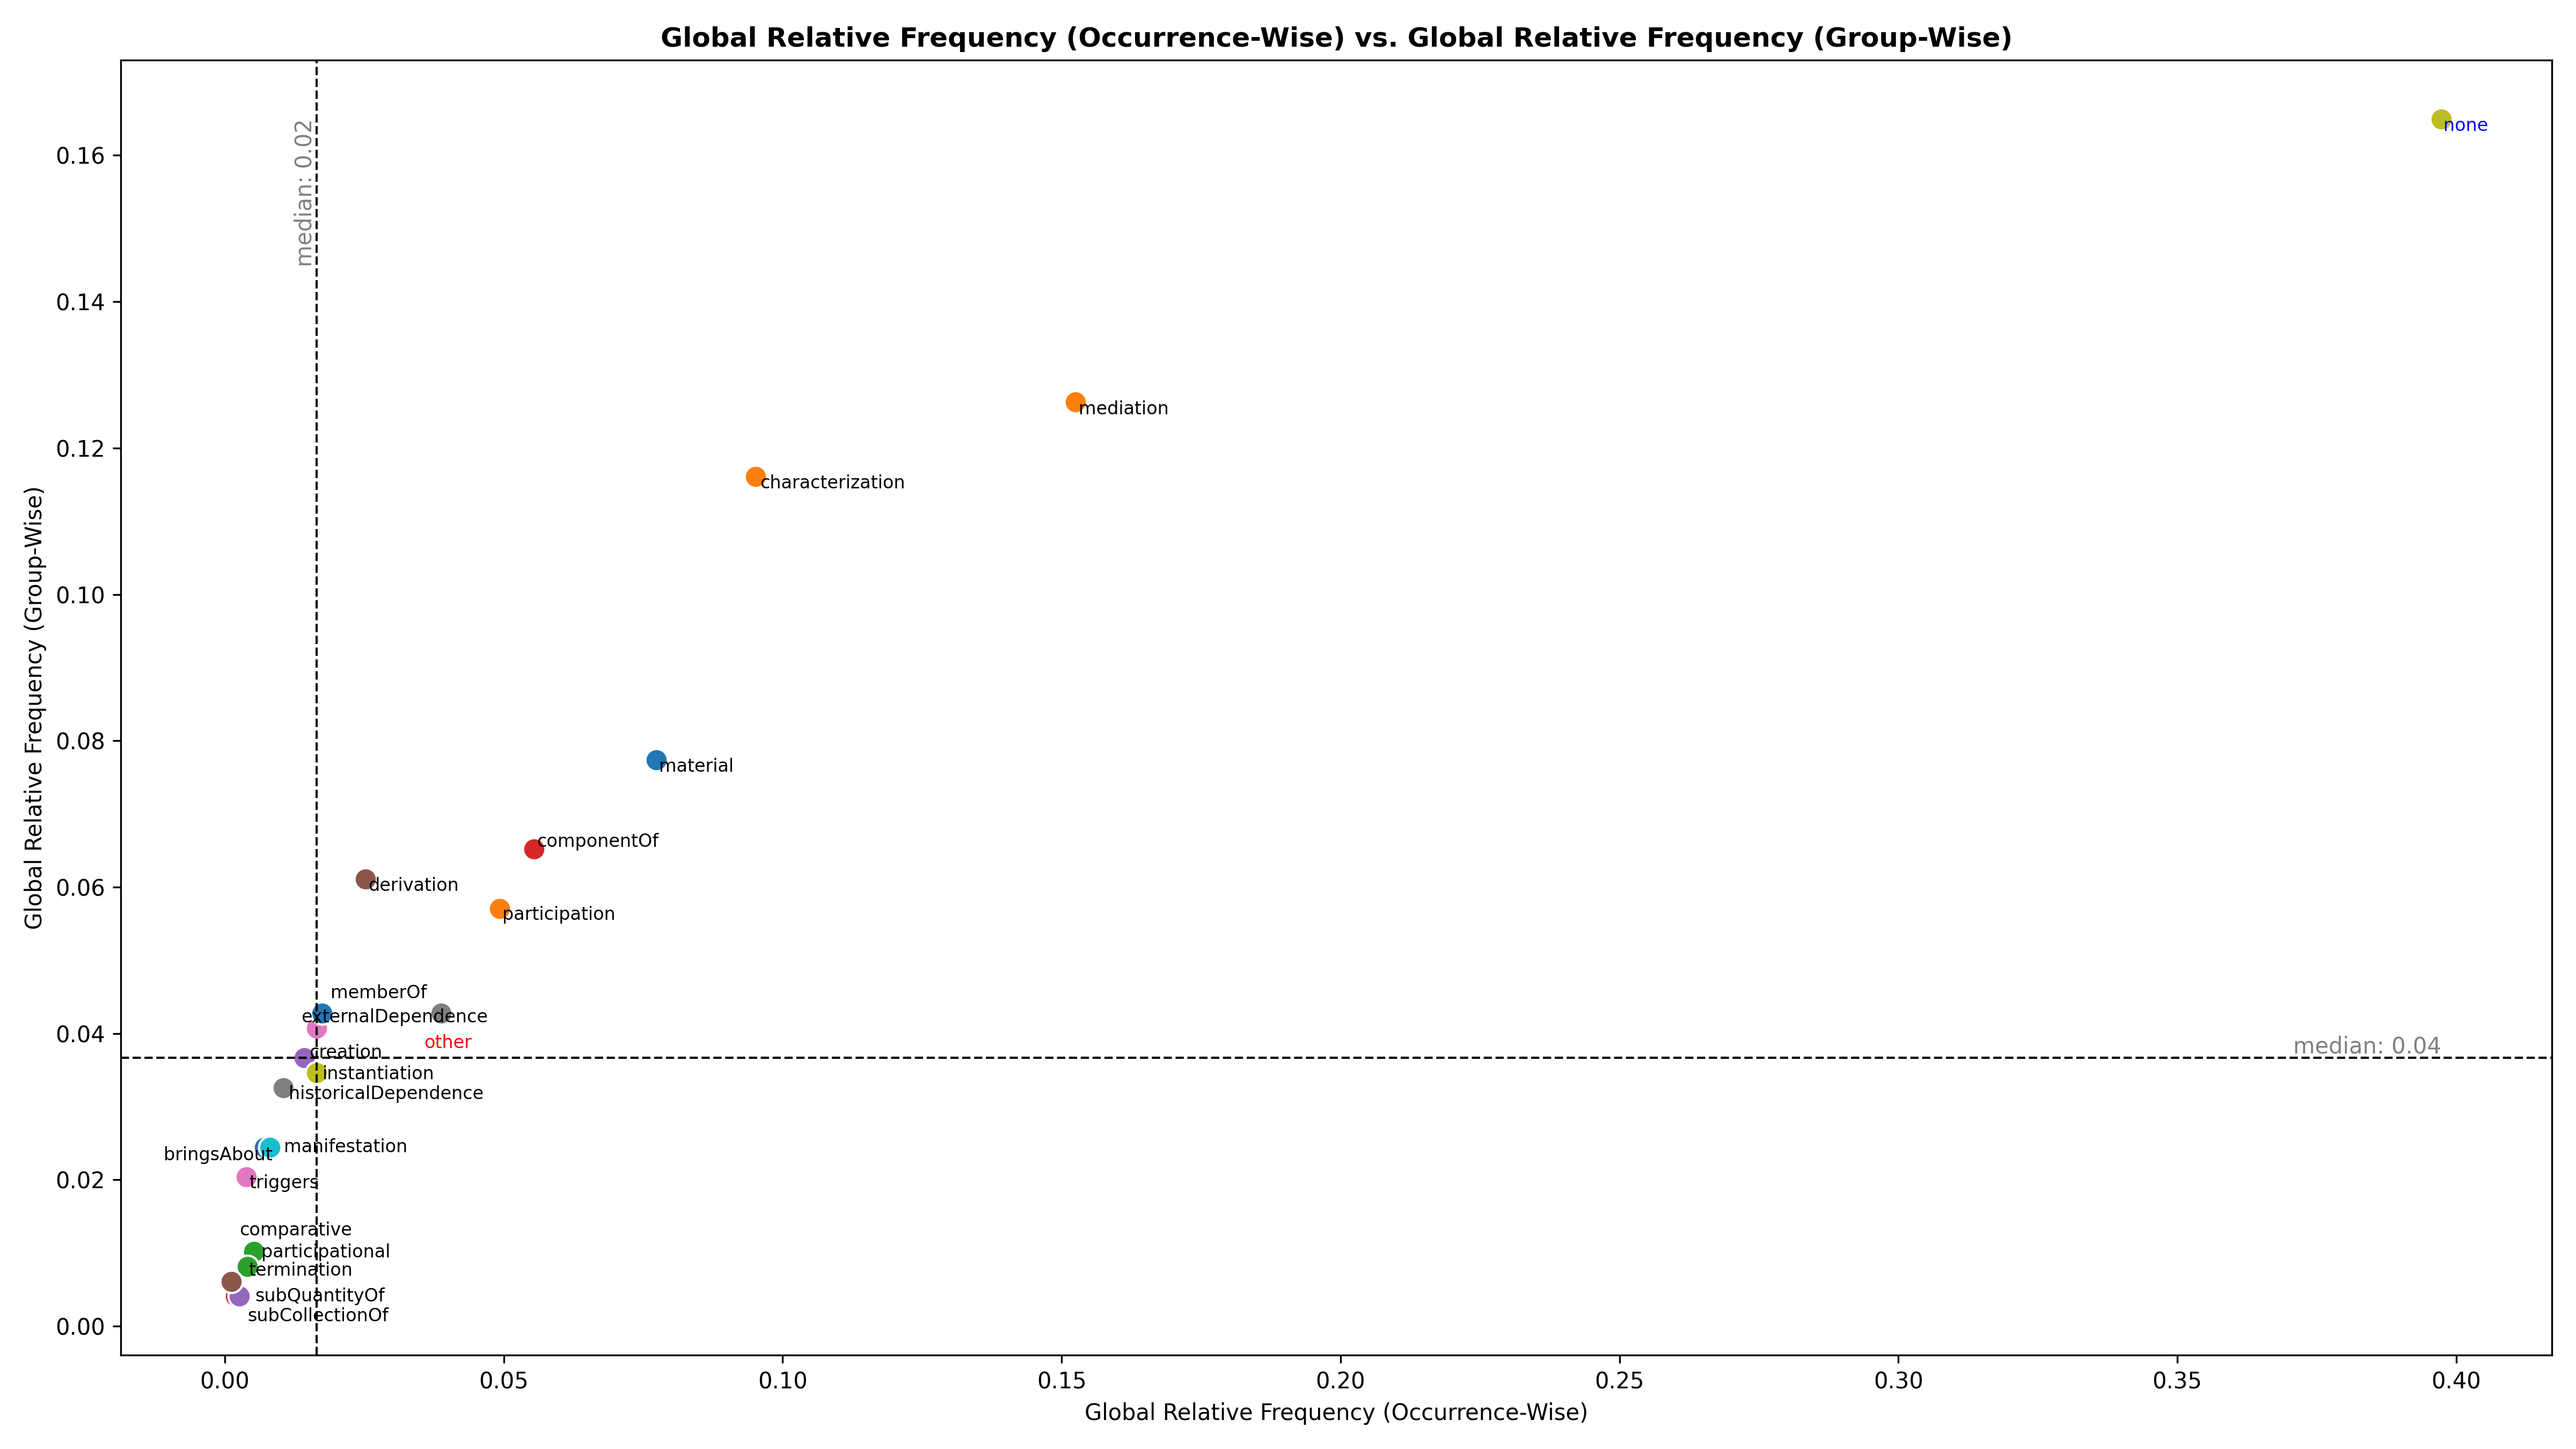 Global Relative Frequency (Occurrence-Wise) vs. Global Relative Frequency (Group-Wise)
median: 0.02
none
0.16
0.14
mediation
0.12
characterization
0.10
Global Relative Frequency (Group-Wise)
material
0.08
componentOf
derivation
0.06
participation
memberOf
externalDependence
0.04
other
median: 0.04
creation
instantiation
historicalDependence
manifestation
bringsAbout
0.02
triggers
comparative
participational
termination
subQuantityOf
subCollectionOf
0.00
0.00 0.05 0.10 0.15 0.20 0.25 0.30 0.35 0.40
Global Relative Frequency (Occurrence-Wise)